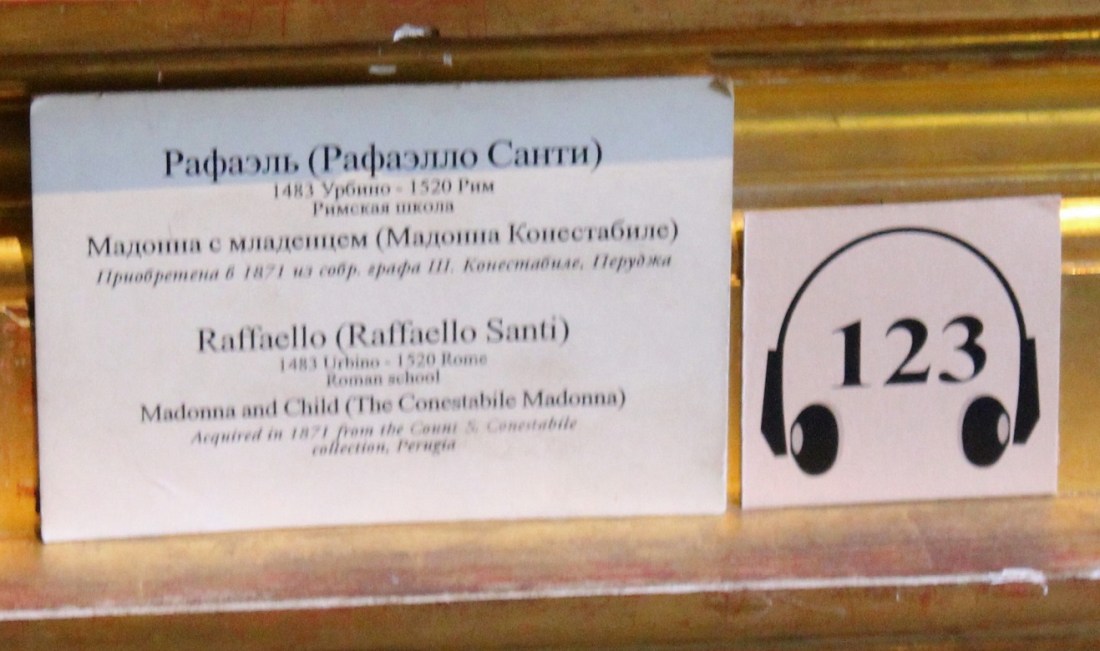 Рафаэль (Рафаэлло Санти)
1483 Урбино - 1520 Рим
Римская школа
Мадонна с младенцем (Мадонна Конестабиле)
Приобретена в 1871 из собр. графа Ш. Конестабиле, Перуджа
Raffaello (Raffaello Santi)
1483 Urbino - 1520 Rome
Roman school
Madonna and Child (The Conestabile Madonna)
Acquired in 1871 from the Count S. Conestabile
collection, Perugia
123